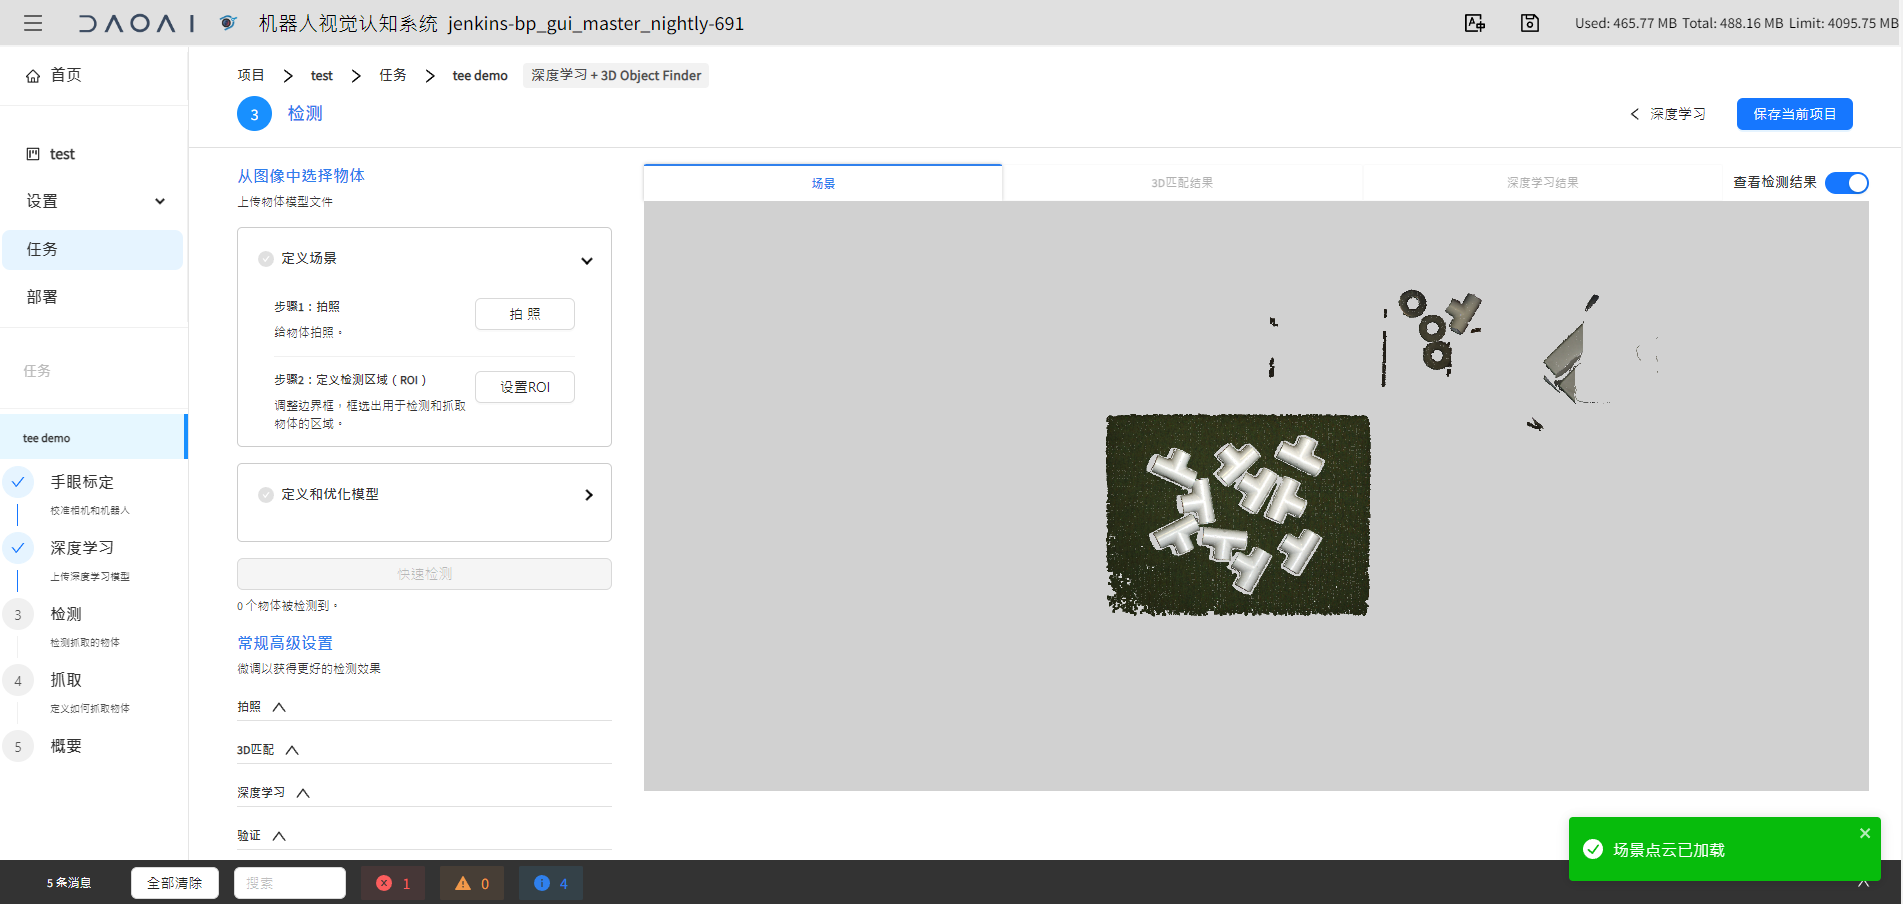 DAOAI 机器人视觉认知系统 jenkins-bp_gui_master_nightly-691
Used: 465.77 MB Total: 488.16 MB Limit: 4095.75 MB
首页
test
设置
任务
部署
任务
tee demo
手眼标定
校准相机和机器人
深度学习
上传深度学习模型
3 检测
检测抓取的物体
4 抓取
定义如何抓取物体
5 概要
项目 > test > 任务 > tee demo 深度学习 + 3D Object Finder
3 检测
深度学习
保存当前项目
从图像中选择物体
上传物体模型文件
定义场景
步骤1：拍照
给物体拍照。
拍 照
步骤2：定义检测区域（ROI）
调整边界框，框选出用于检测和抓取
物体的区域。
设置ROI
定义和优化模型
快速检测
0 个物体被检测到。
常规高级设置
微调以获得更好的检测效果
拍照
3D匹配
深度学习
验证
场景
3D匹配结果
深度学习结果
查看检测结果
场景点云已加载
5 条消息
全部清除
搜索
1
0
4